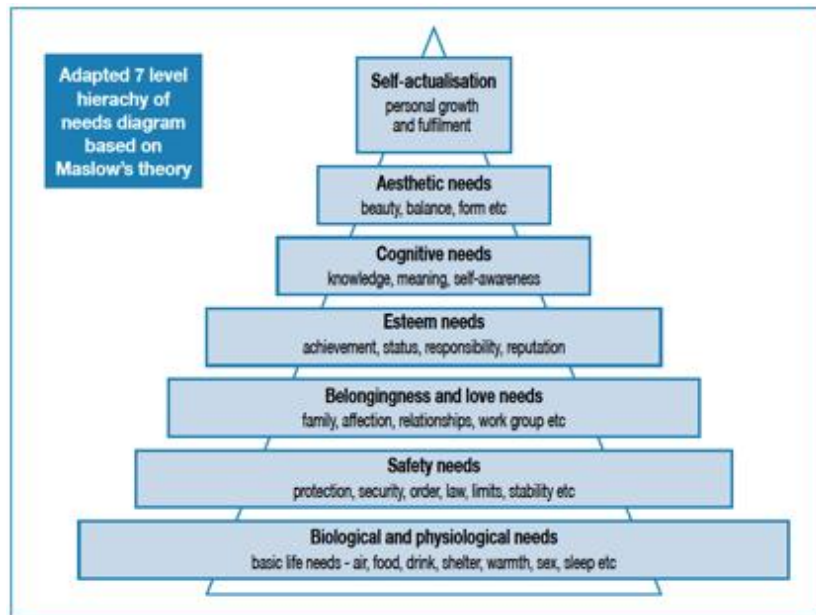 Adapted 7 level
hierachy of
needs diagram
based on
Maslow's theory
Self-actualisation
personal growth
and fulfilment
Aesthetic needs
beauty, balance, form etc
Cognitive needs
knowledge, meaning, self-awareness
Esteem needs
achievement, status, responsibility, reputation
Belongingness and love needs
family, affection, relationships, work group etc
Safety needs
protection, security, order, law, limits, stability etc
Biological and physiological needs
basic life needs - air, food, drink, shelter, warmth, sex, sleep etc